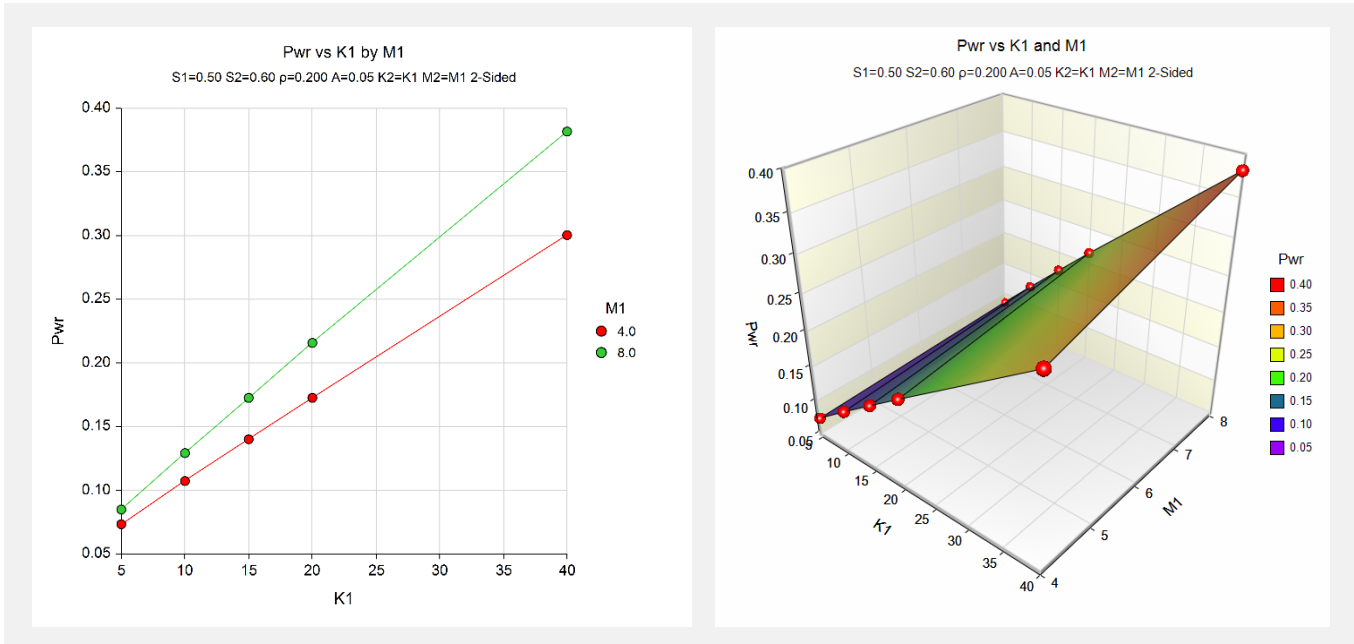 Pwr vs K1 by M1
S1=0.50 S2=0.60 ρ=0.200 A=0.05 K2=K1 M2=M1 2-Sided
0.40
0.35
0.30
0.25
0.20
0.15
0.10
0.05
Pwr
5 10 15 20 25 30 35 40
K1
M1
4.0
8.0
Pwr vs K1 and M1
S1=0.50 S2=0.60 ρ=0.200 A=0.05 K2=K1 M2=M1 2-Sided
0.40
0.35
0.30
0.25
0.20
0.15
0.10
0.05
Pwr
5 10 15 20 25 30 35 40
K1
4 5 6 7 8
M1
Pwr
0.40
0.35
0.30
0.25
0.20
0.15
0.10
0.05